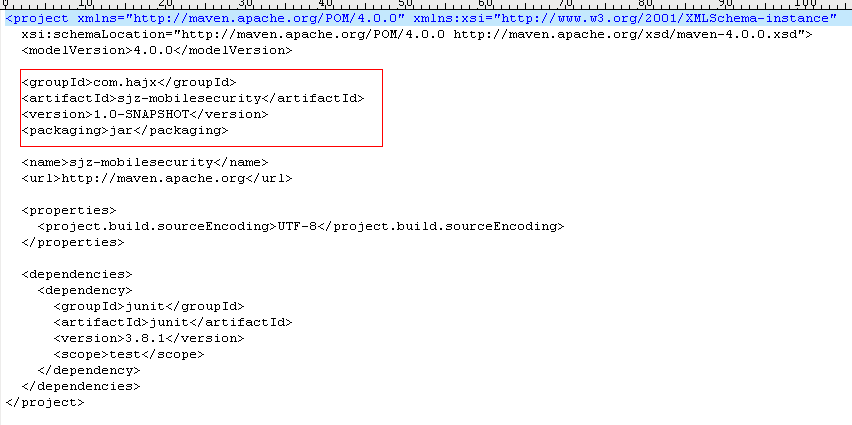 0 10 20 30 40 50 60 70 80 90 100
<project xmlns="http://maven.apache.org/POM/4.0.0" xmlns:xsi="http://www.w3.org/2001/XMLSchema-instance"
xsi:schemaLocation="http://maven.apache.org/POM/4.0.0 http://maven.apache.org/xsd/maven-4.0.0.xsd">
<modelVersion>4.0.0</modelVersion>
<groupId>com.hajx</groupId>
<artifactId>sjz-mobilesecurity</artifactId>
<version>1.0-SNAPSHOT</version>
<packaging>jar</packaging>
<name>sjz-mobilesecurity</name>
<url>http://maven.apache.org</url>
<properties>
<project.build.sourceEncoding>UTF-8</project.build.sourceEncoding>
</properties>
<dependencies>
<dependency>
<groupId>junit</groupId>
<artifactId>junit</artifactId>
<version>3.8.1</version>
<scope>test</scope>
</dependency>
</dependencies>
</project>